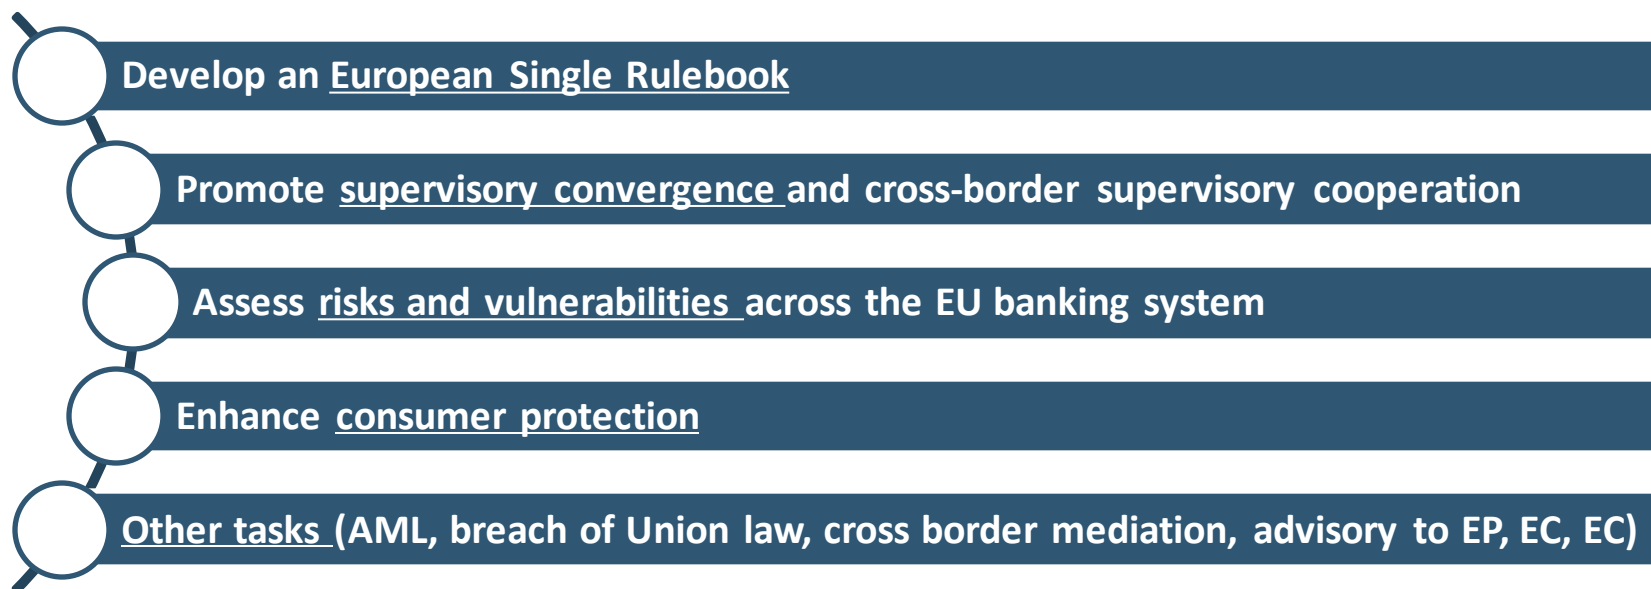 Develop an European Single Rulebook
Promote supervisory convergence and cross-border supervisory cooperation
Assess risks and vulnerabilities across the EU banking system
Enhance consumer protection
Other tasks (AML, breach of Union law, cross border mediation, advisory to EP, EC, EC)